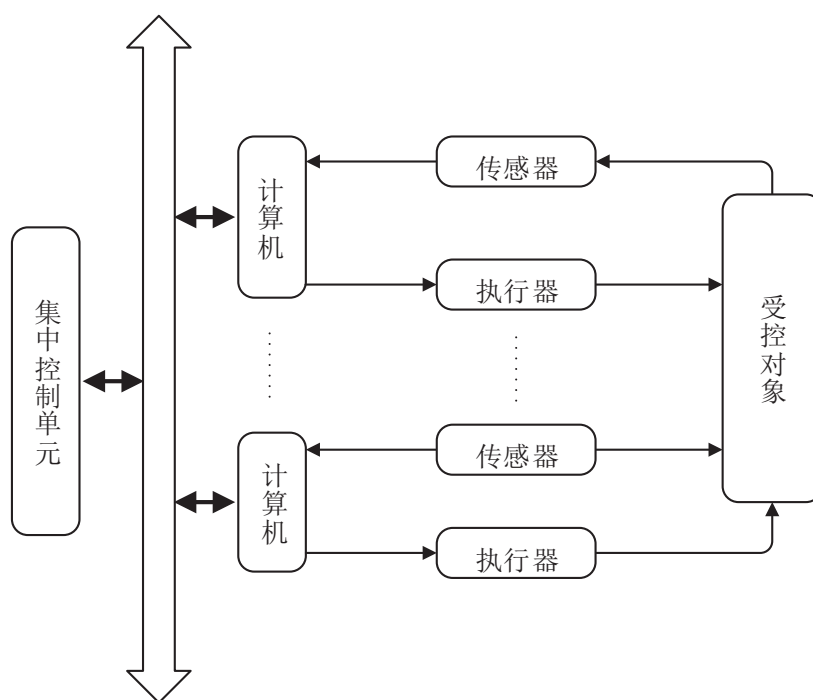 集中控制单元
计算机
传感器
执行器
计算机
传感器
执行器
受控对象